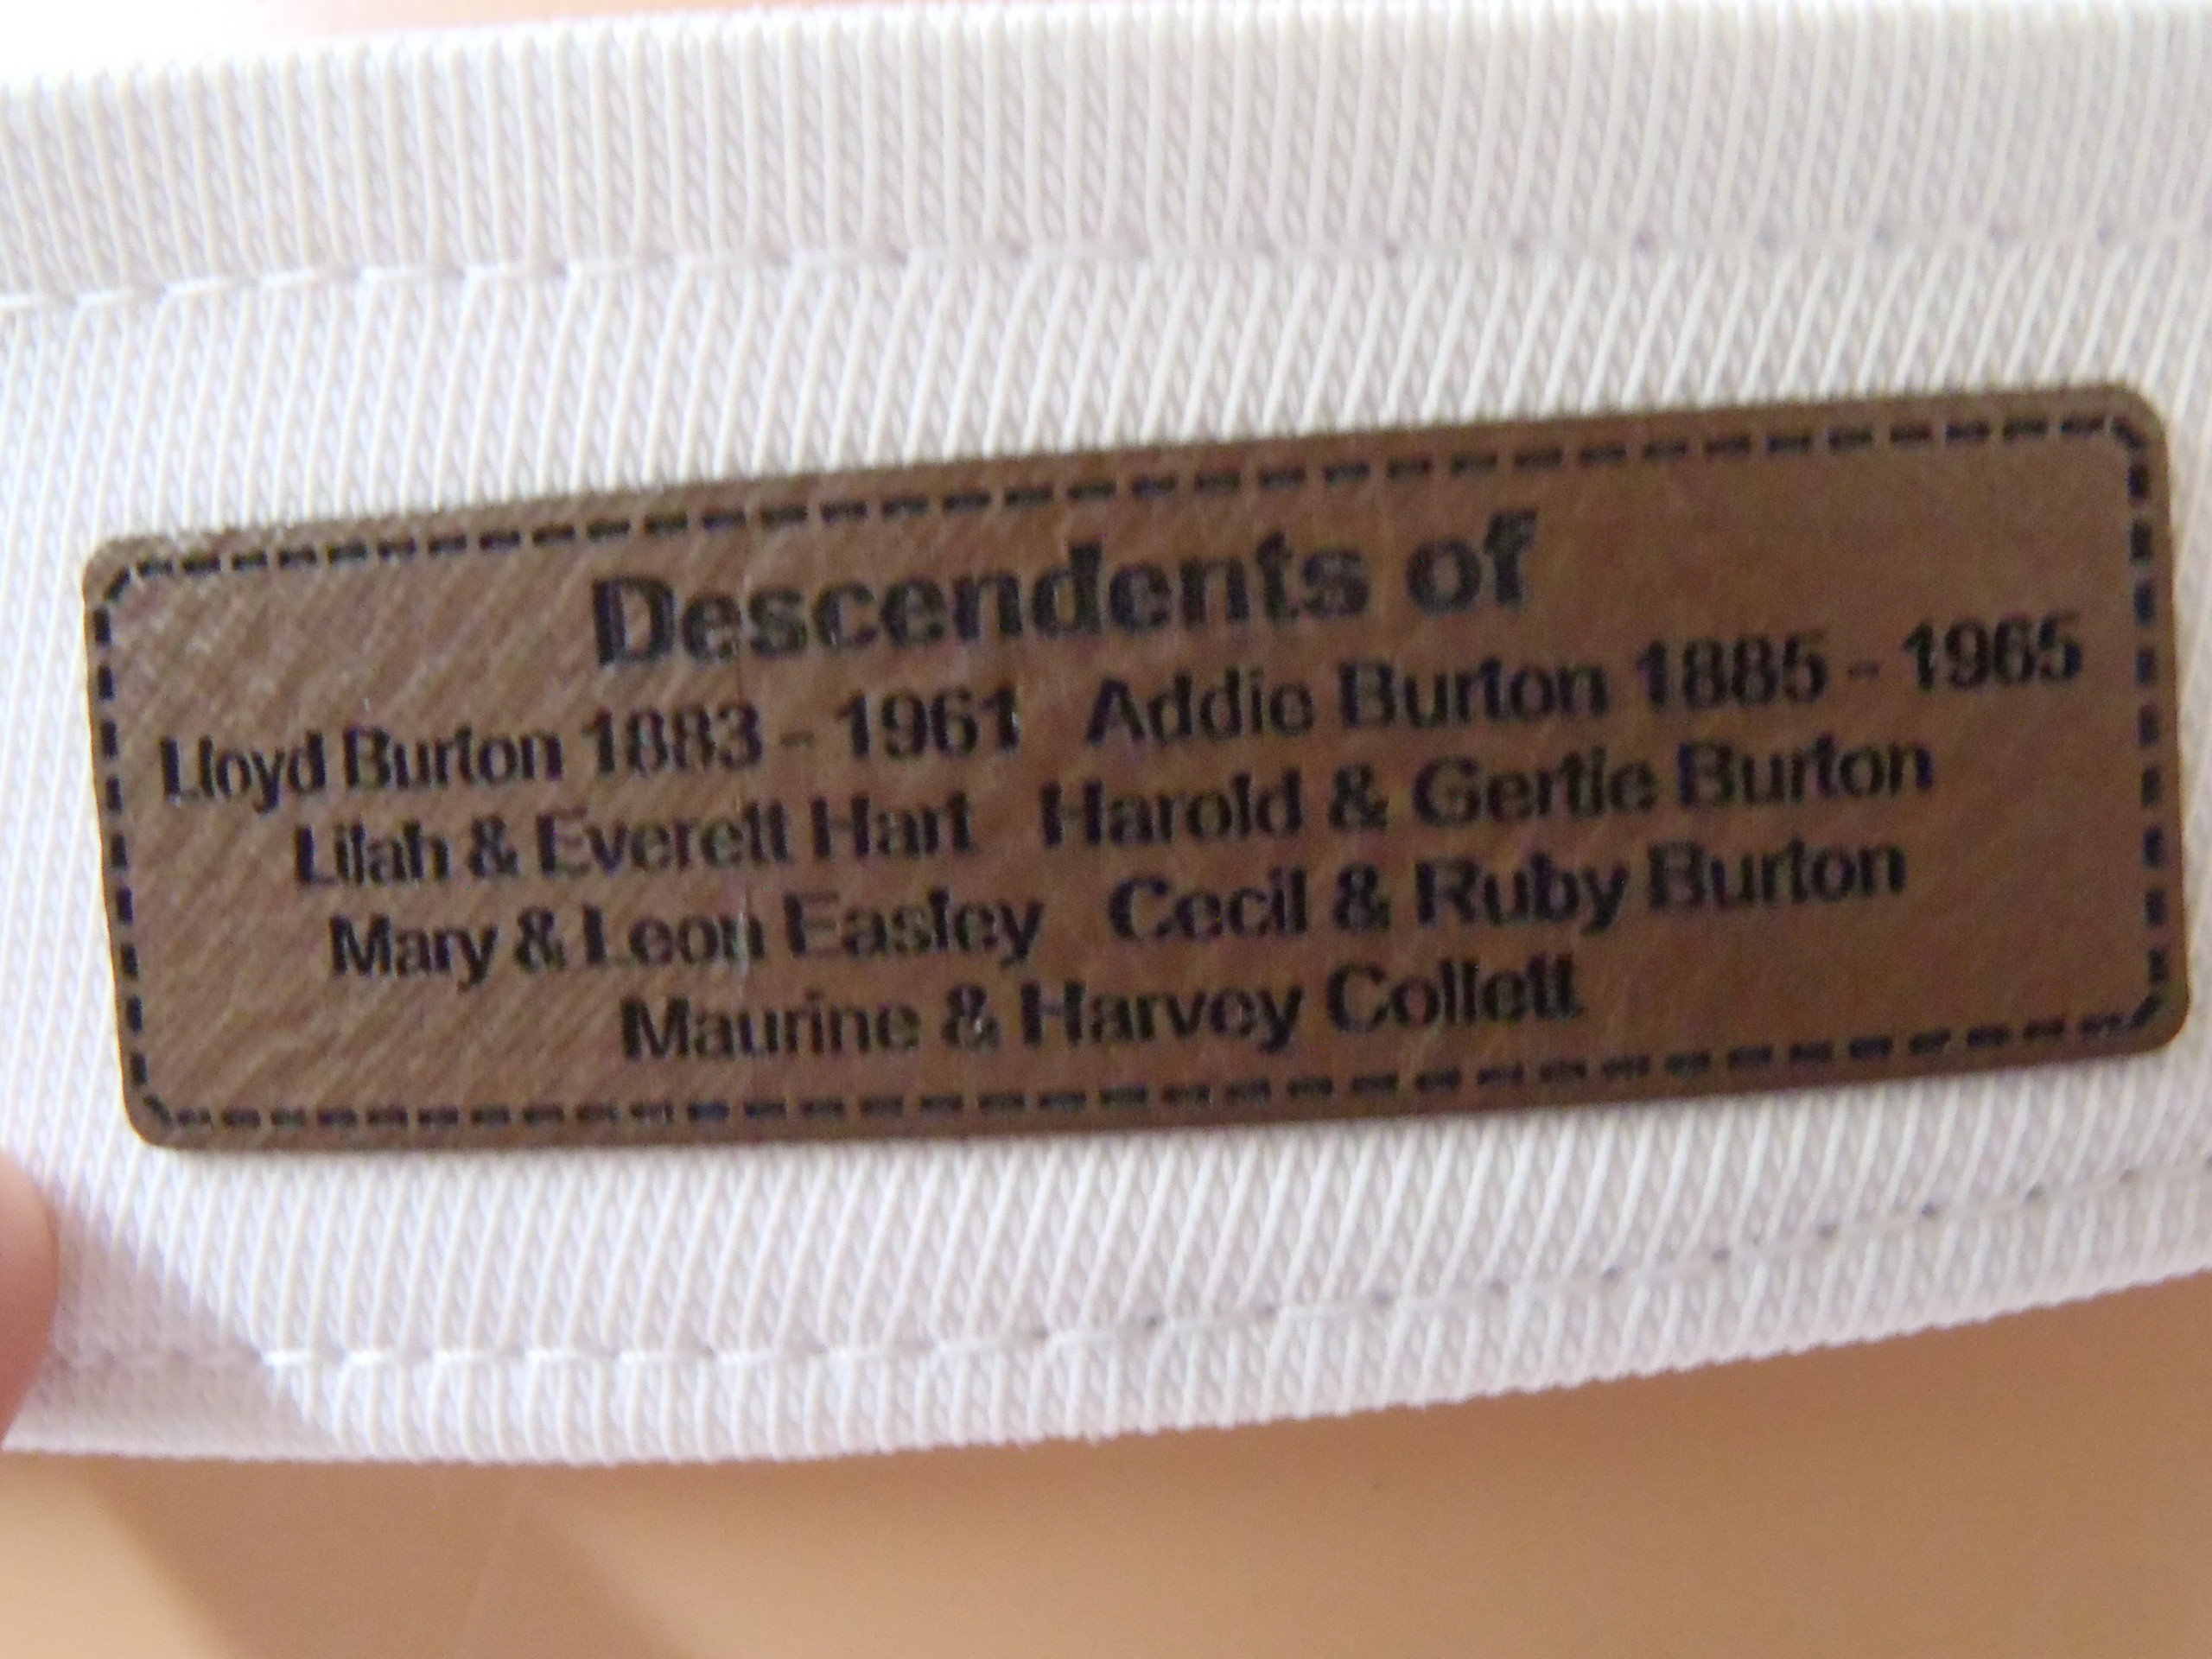 Descendents of
Lloyd Burton 1883 - 1961 Addie Burton 1885 - 1965
Lilah & Everett Hart Harold & Gertie Burton
Mary & Leon Easley Cecil & Ruby Burton
Maurine & Harvey Collett